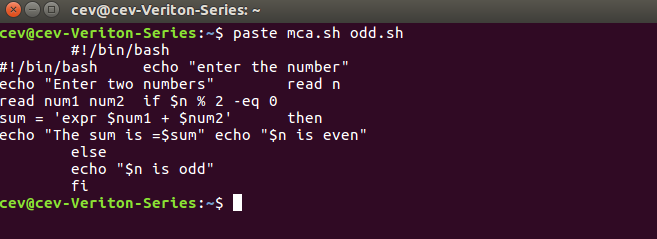 cev@cev-Veriton-Series: ~
cev@cev-Veriton-Series:~$ paste mca.sh odd.sh
        #!/bin/bash
#!/bin/bash     echo "enter the number"
echo "Enter two numbers"        read n
read num1 num2  if $n % 2 -eq 0
sum = 'expr $num1 + $num2'      then
echo "The sum is =$sum" echo "$n is even"
        else
        echo "$n is odd"
        fi
cev@cev-Veriton-Series:~$